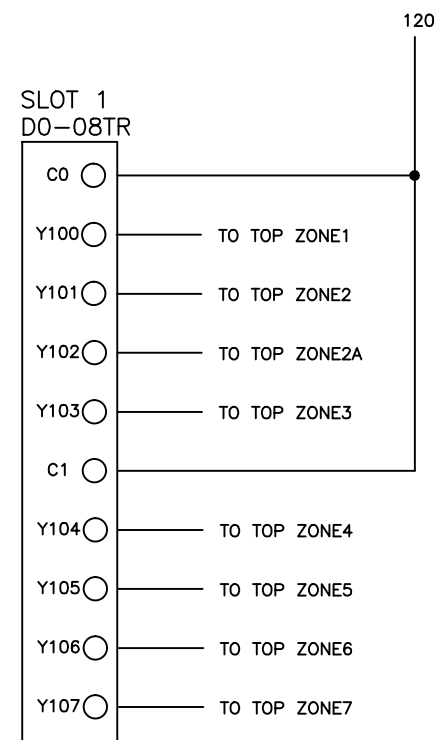 120
SLOT 1
D0-08TR
C0
Y100 TO TOP ZONE1
Y101 TO TOP ZONE2
Y102 TO TOP ZONE2A
Y103 TO TOP ZONE3
C1
Y104 TO TOP ZONE4
Y105 TO TOP ZONE5
Y106 TO TOP ZONE6
Y107 TO TOP ZONE7